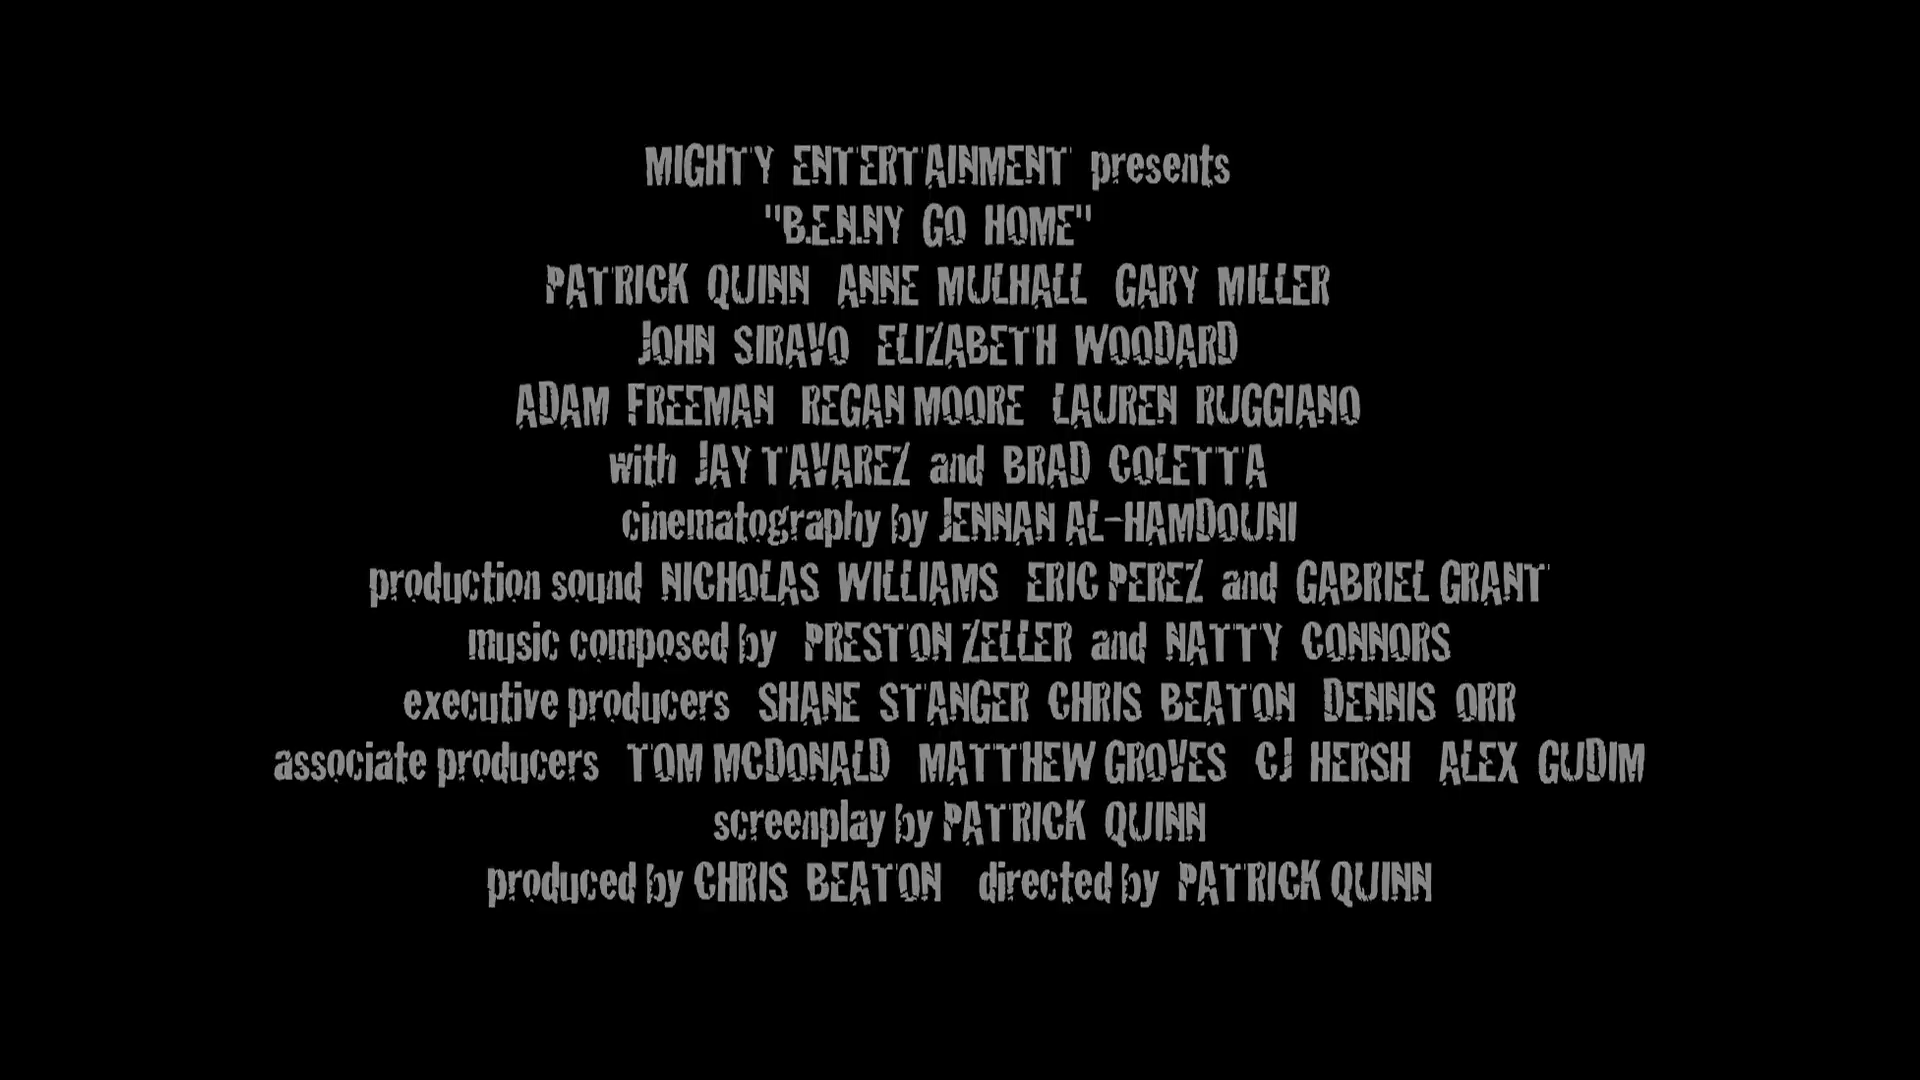 MIGHTY ENTERTAINMENT presents
"B.E.N.NY GO HOME"
PATRICK QUINN ANNE MULHALL GARY MILLER
JOHN SIRAVO ELIZABETH WOODARD
ADAM FREEMAN REGAN MOORE LAUREN RUGGIANO
with JAY TAVAREZ and BRAD COLETTA
cinematography by JENNAN AL-HAMDOUNI
production sound NICHOLAS WILLIAMS ERIC PEREZ and GABRIEL GRANT
music composed by PRESTON ZELLER and NATTY CONNORS
executive producers SHANE STANGER CHRIS BEATON DENNIS ORR
associate producers TOM MCDONALD MATTHEW GROVES CJ HERSH ALEX GUDIM
screenplay by PATRICK QUINN
produced by CHRIS BEATON directed by PATRICK QUINN